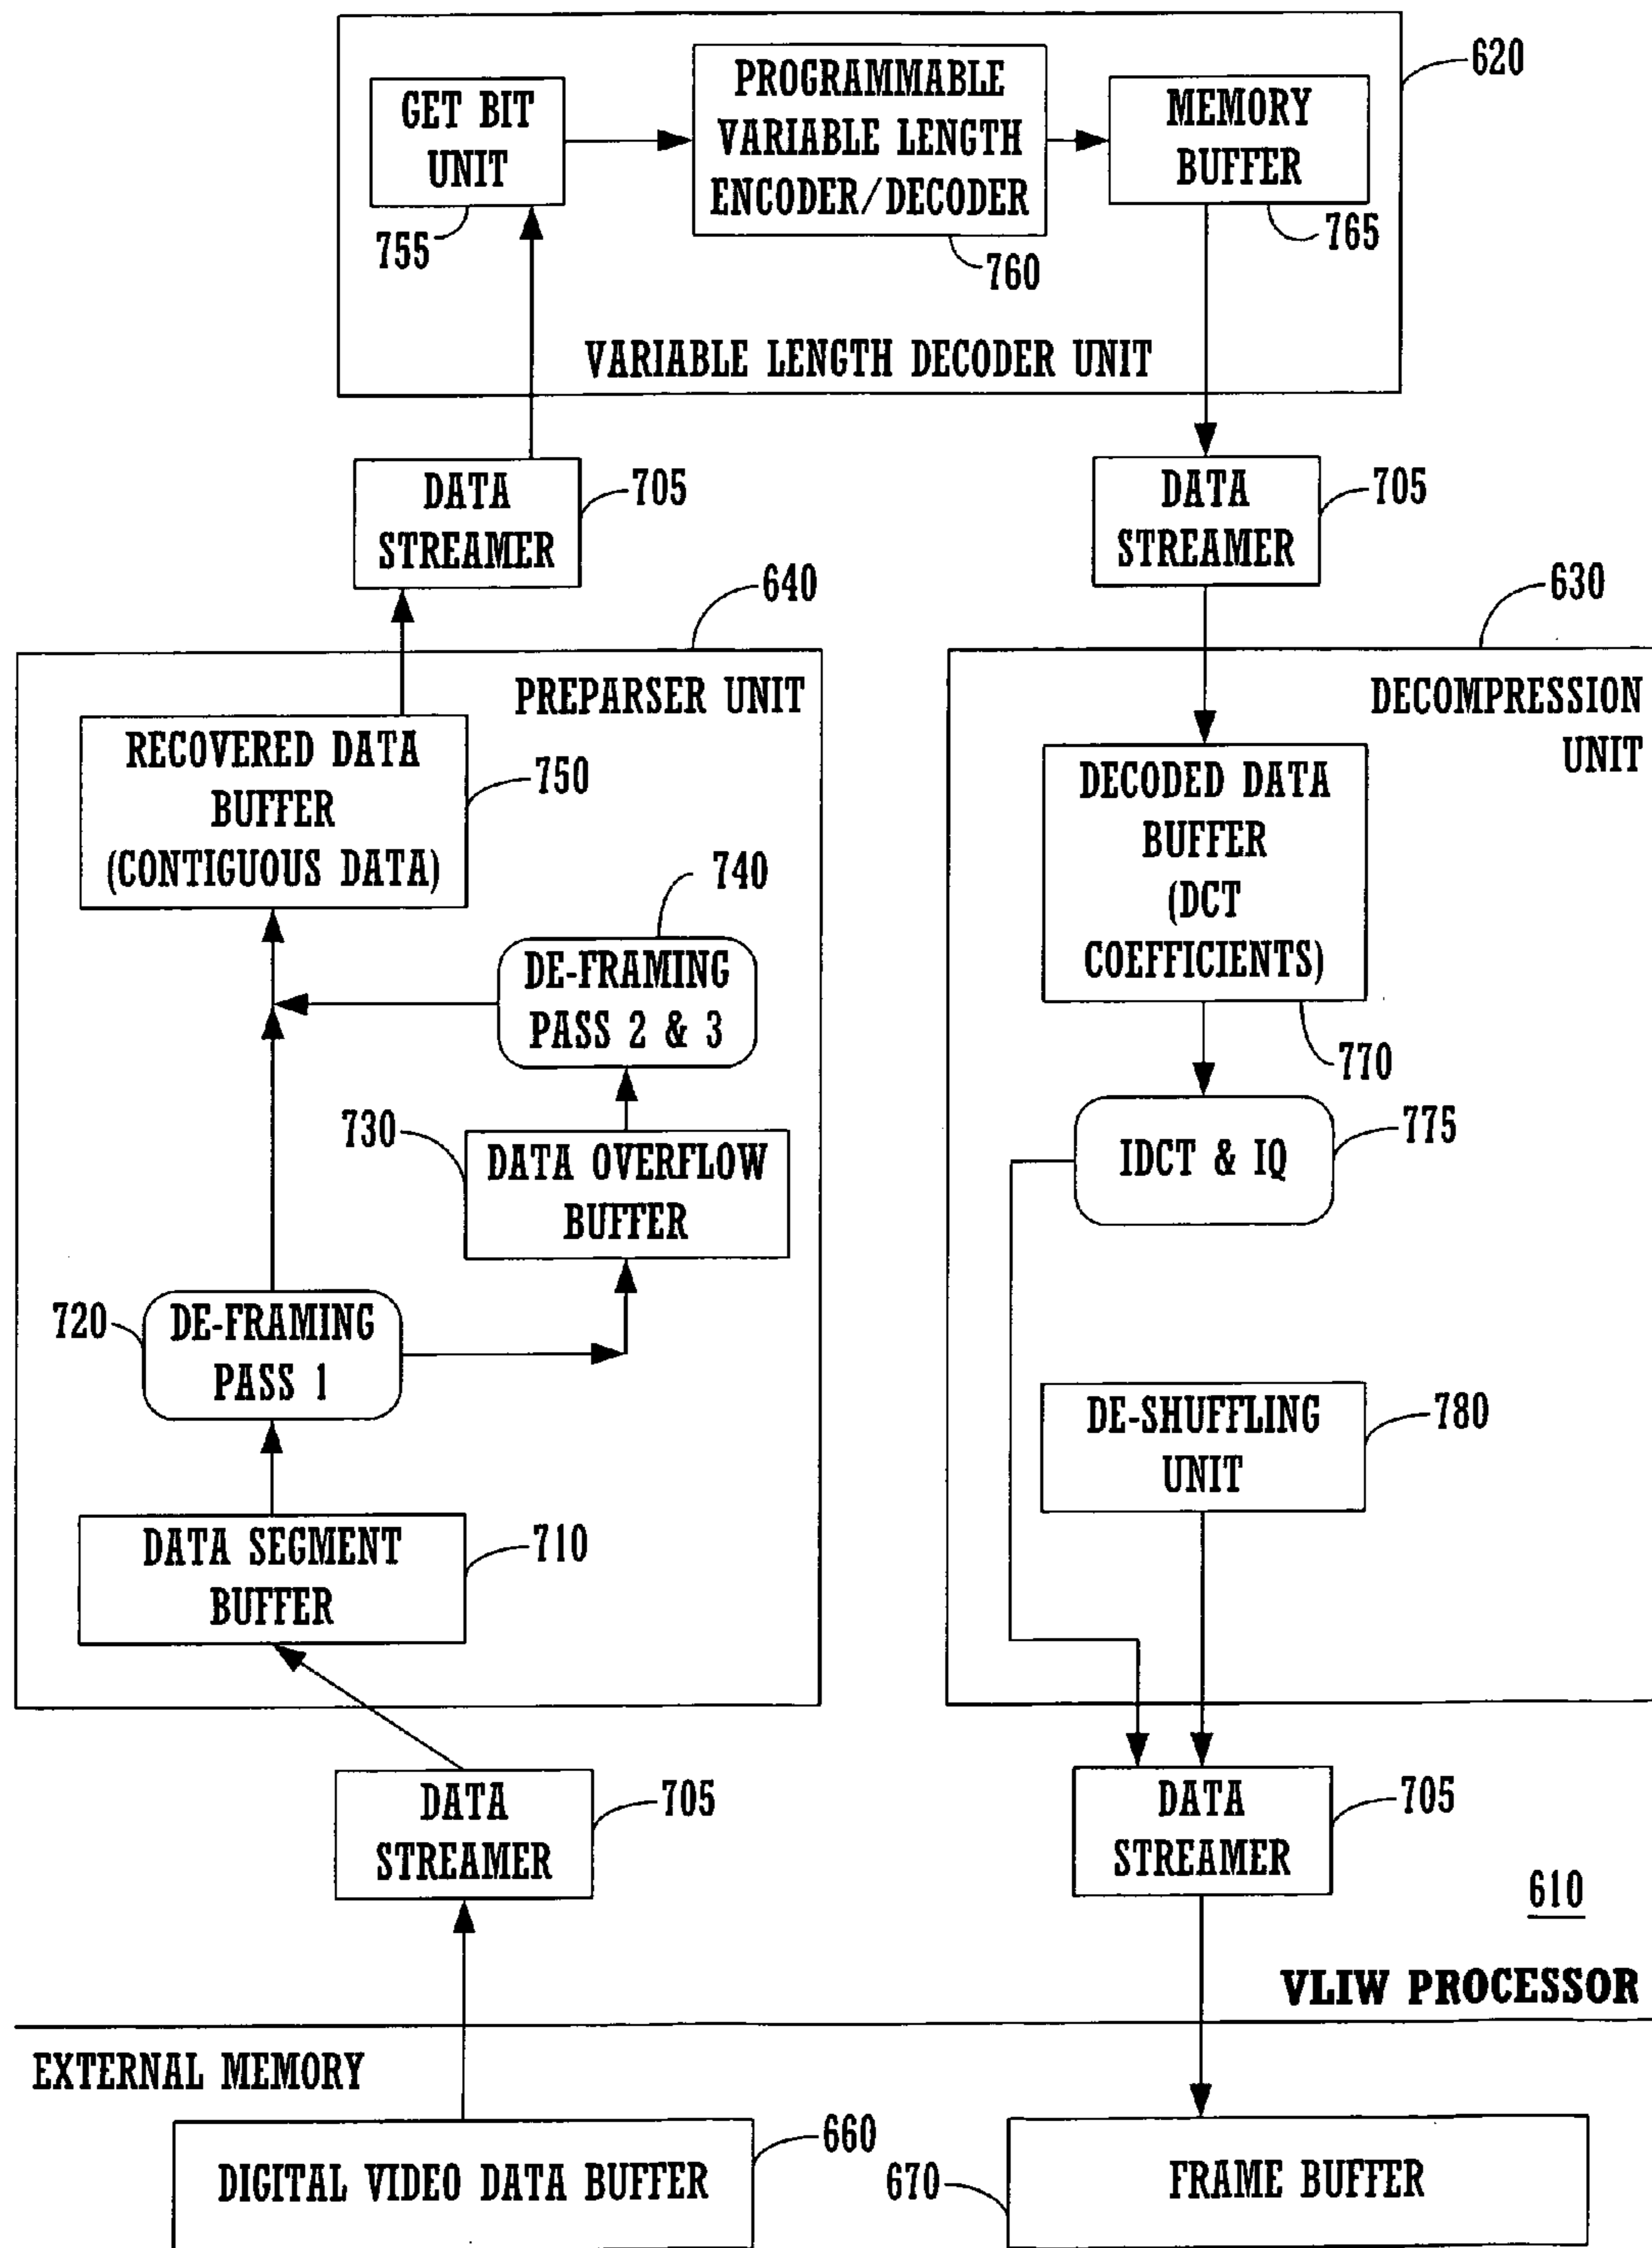 620
GET BIT
UNIT
755
PROGRAMMABLE
VARIABLE LENGTH
ENCODER/DECODER
760
MEMORY
BUFFER
765
VARIABLE LENGTH DECODER UNIT
DATA
STREAMER
705
DATA
STREAMER
705
640
PREPARSER UNIT
RECOVERED DATA
BUFFER
(CONTIGUOUS DATA)
750
740
DE-FRAMING
PASS 2 & 3
730
DATA OVERFLOW
BUFFER
720
DE-FRAMING
PASS 1
DATA SEGMENT
BUFFER
710
DATA
STREAMER
705
630
DECOMPRESSION
UNIT
DECODED DATA
BUFFER
(DCT
COEFFICIENTS)
770
IDCT & IQ
775
DE-SHUFFLING
UNIT
780
DATA
STREAMER
705
610
VLIW PROCESSOR
EXTERNAL MEMORY
DIGITAL VIDEO DATA BUFFER
660
670
FRAME BUFFER